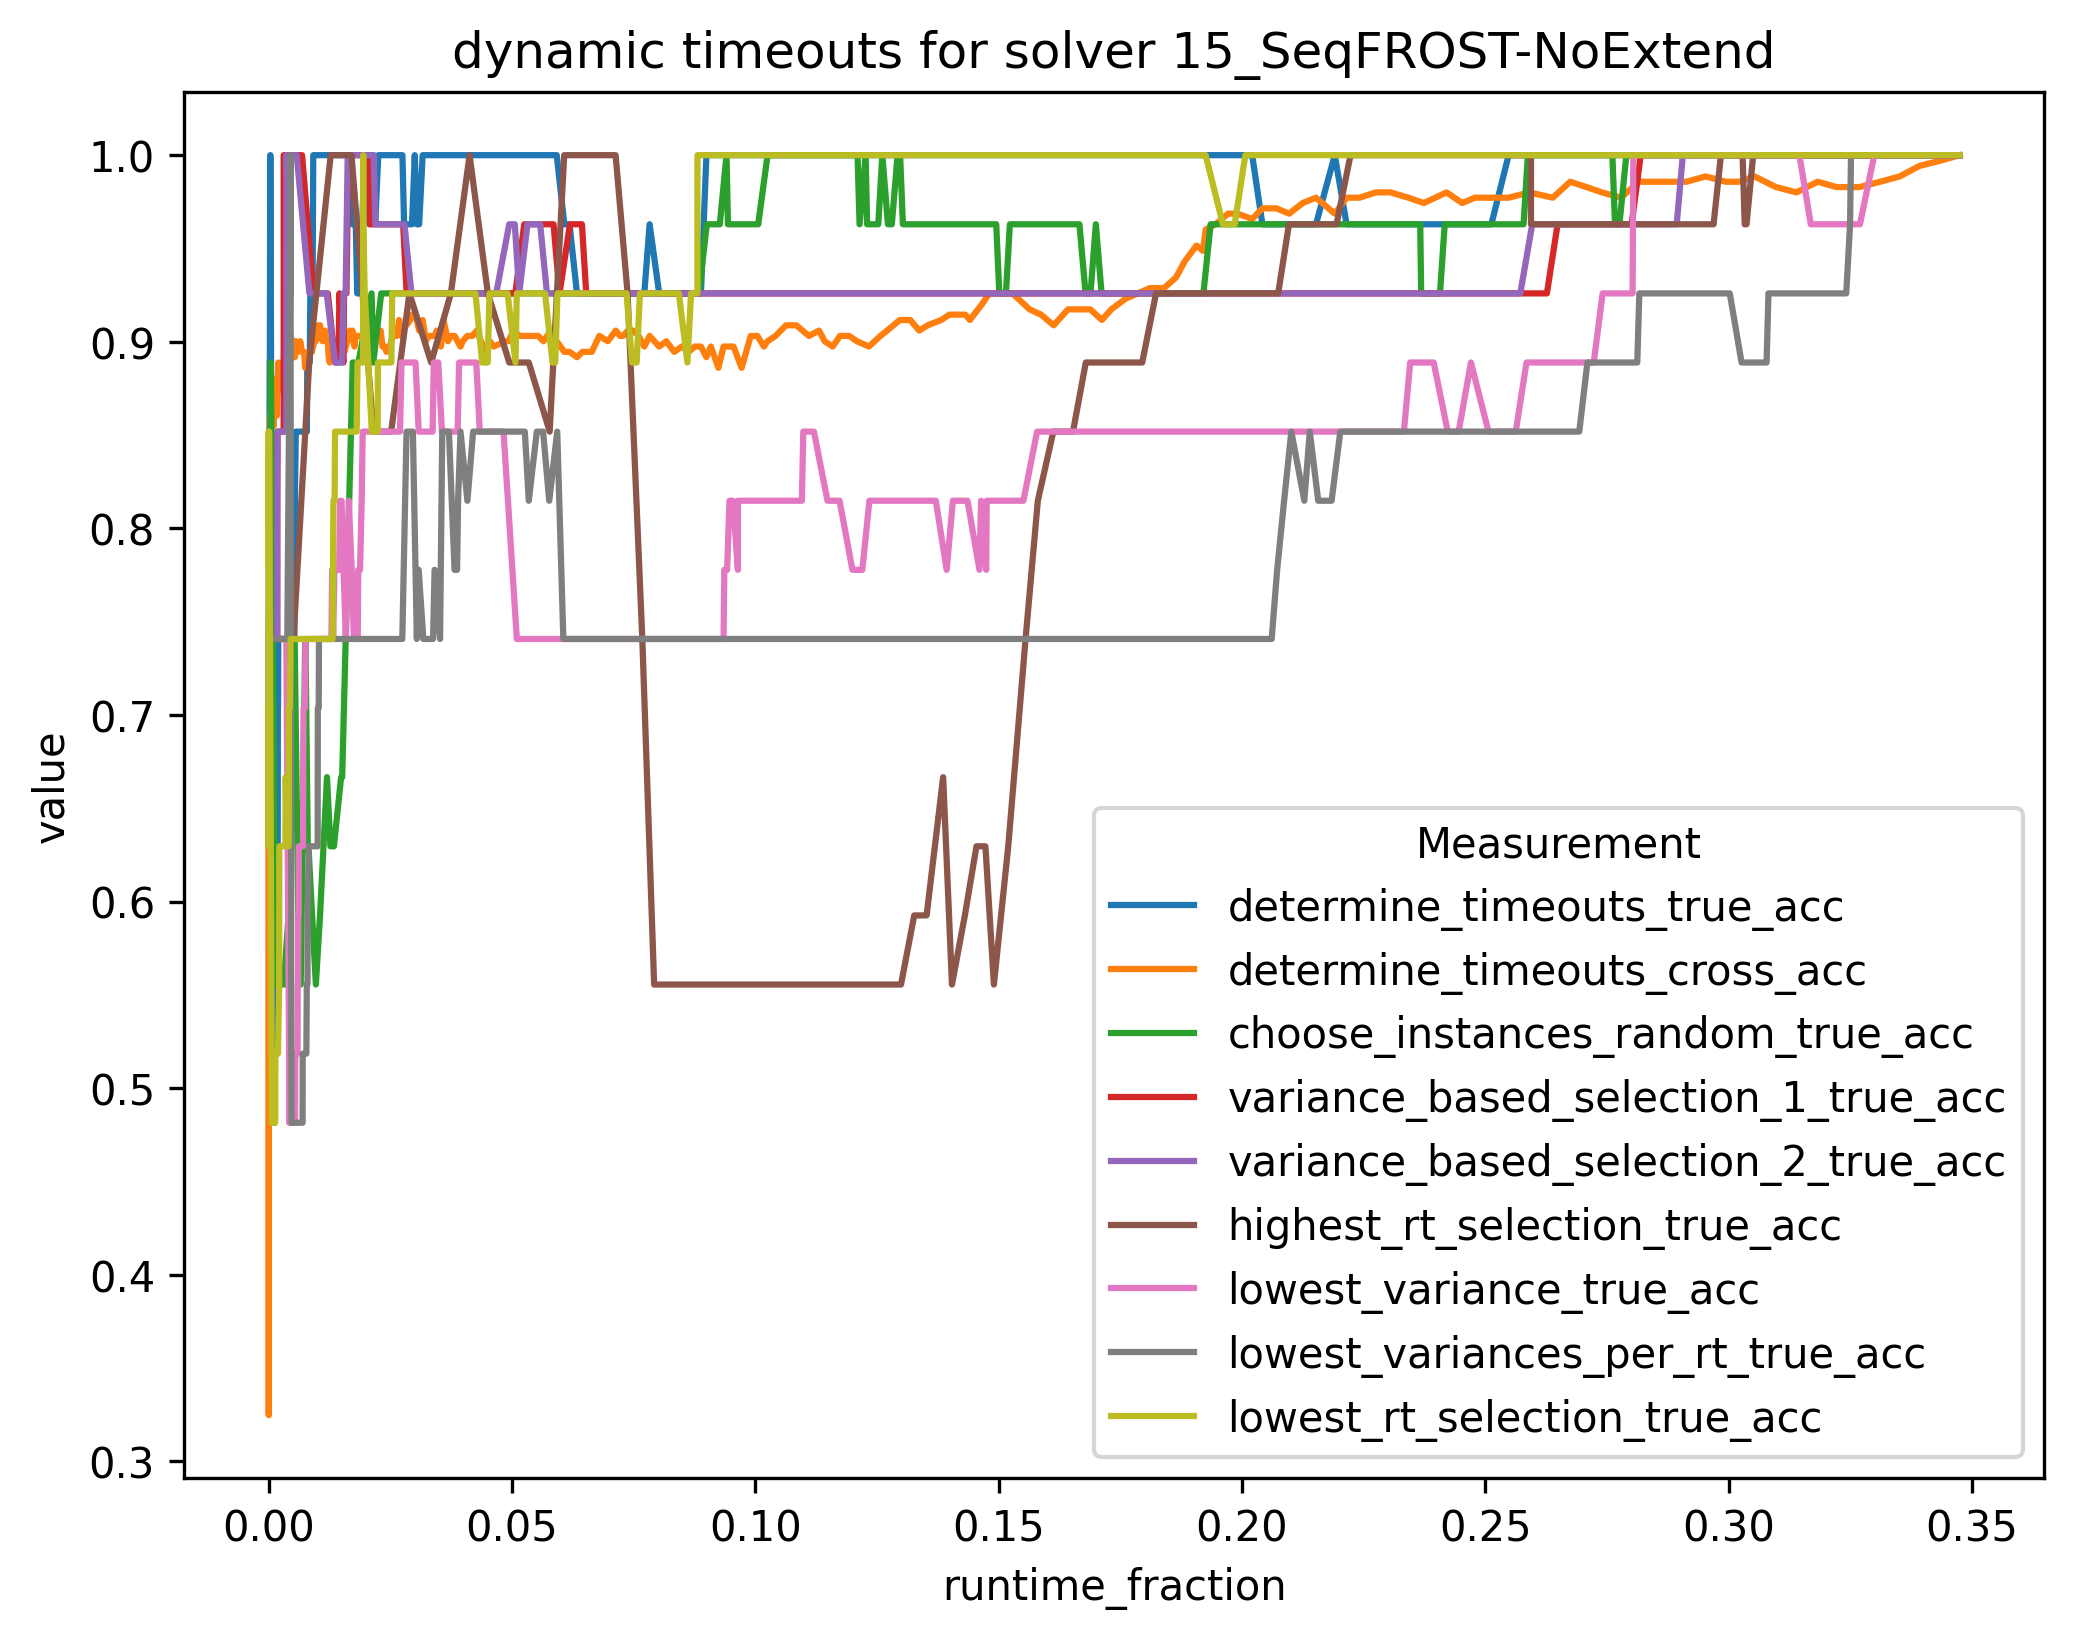 dynamic timeouts for solver 15_SeqFROST-NoExtend
value
1.0
0.9
0.8
0.7
0.6
0.5
0.4
0.3
Measurement
determine_timeouts_true_acc
determine_timeouts_cross_acc
choose_instances_random_true_acc
variance_based_selection_1_true_acc
variance_based_selection_2_true_acc
highest_rt_selection_true_acc
lowest_variance_true_acc
lowest_variances_per_rt_true_acc
lowest_rt_selection_true_acc
0.00 0.05 0.10 0.15 0.20 0.25 0.30 0.35
runtime_fraction